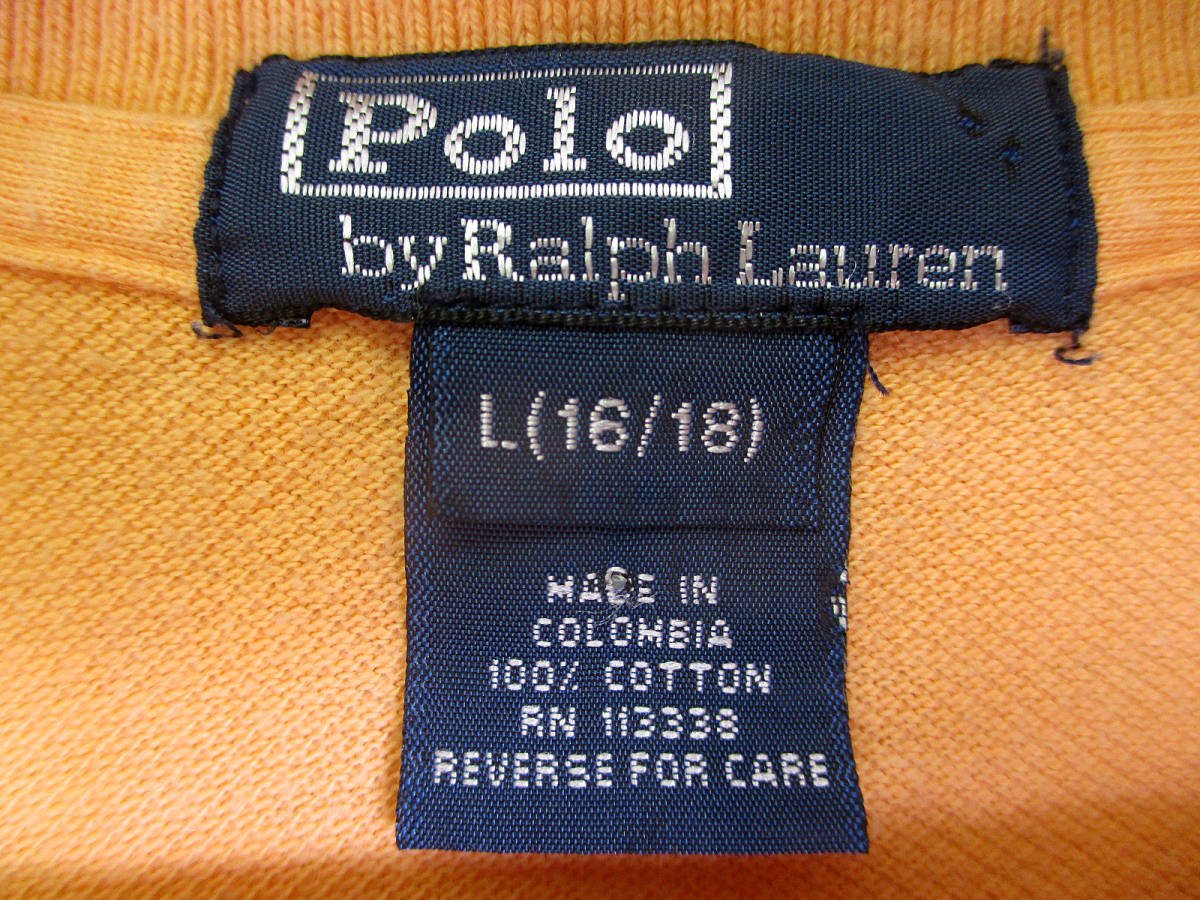 Polo
by Ralph Lauren
L(16/18)
MADE IN
COLOMBIA
100% COTTON
RN 113338
REVERSE FOR CARE